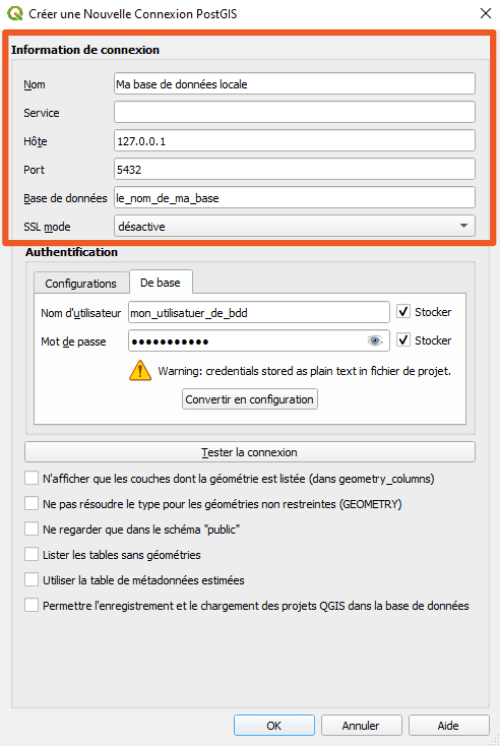 Créer une Nouvelle Connexion PostGIS
Information de connexion
Nom Ma base de données locale
Service
Hôte 127.0.0.1
Port 5432
Base de données le_nom_de_ma_base
SSL mode désactive
Authentification
Configurations De base
Nom d'utilisateur mon_utilisatuer_de_bdd Stocker
Mot de passe ●●●●●●●●●●● Stocker
Warning: credentials stored as plain text in fichier de projet.
Convertir en configuration
Tester la connexion
N'afficher que les couches dont la géométrie est listée (dans geometry_columns)
Ne pas résoudre le type pour les géométries non restreintes (GEOMETRY)
Ne regarder que dans le schéma "public"
Lister les tables sans géométries
Utiliser la table de métadonnées estimées
Permettre l'enregistrement et le chargement des projets QGIS dans la base de données
OK Annuler Aide